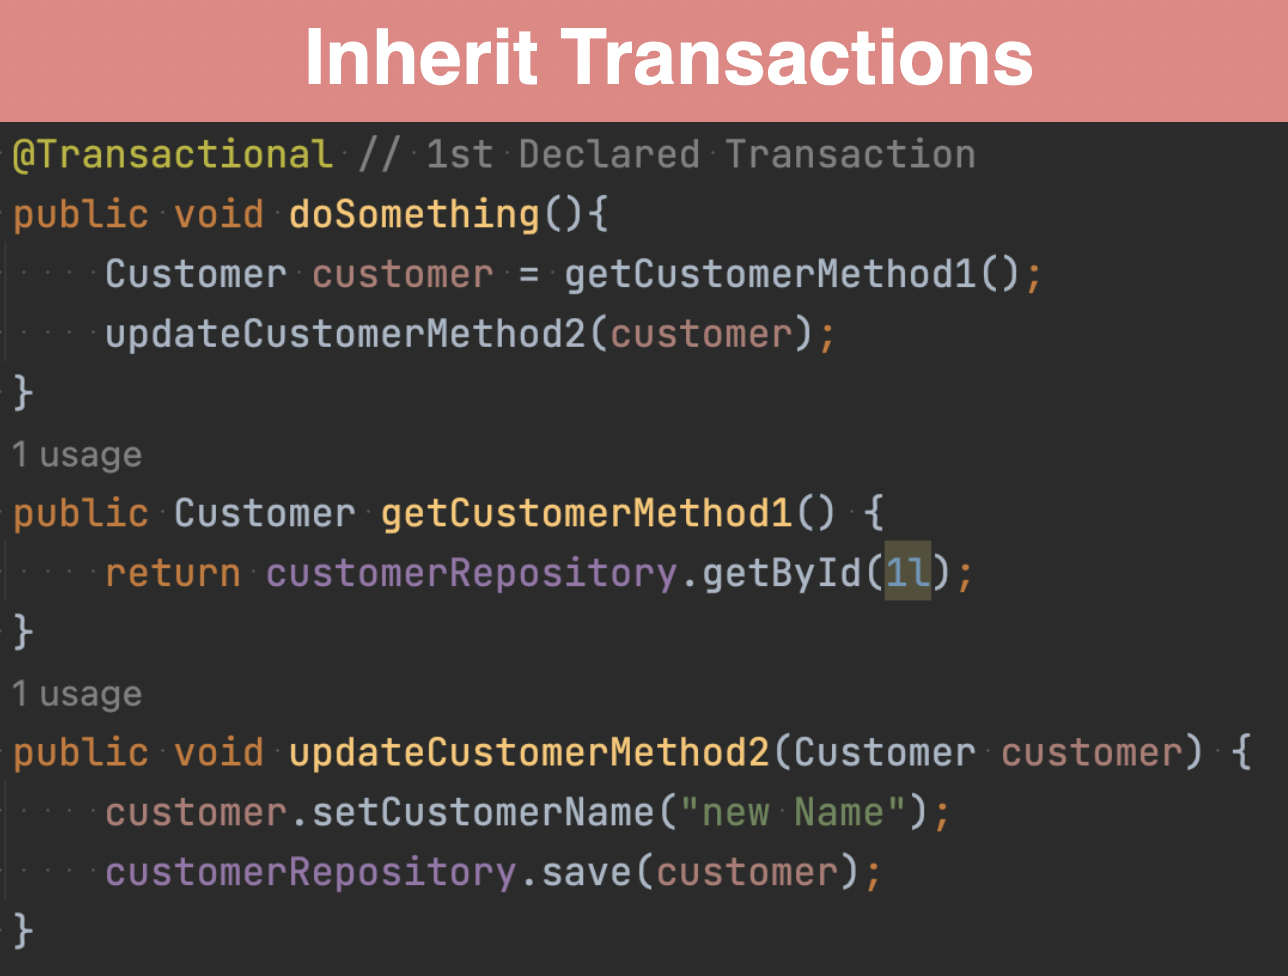 Inherit Transactions
@Transactional // 1st Declared Transaction
public void doSomething(){
    Customer customer = getCustomerMethod1();
    updateCustomerMethod2(customer);
}
1 usage
public Customer getCustomerMethod1() {
    return customerRepository.getById(1l);
}
1 usage
public void updateCustomerMethod2(Customer customer) {
    customer.setCustomerName("new Name");
    customerRepository.save(customer);
}